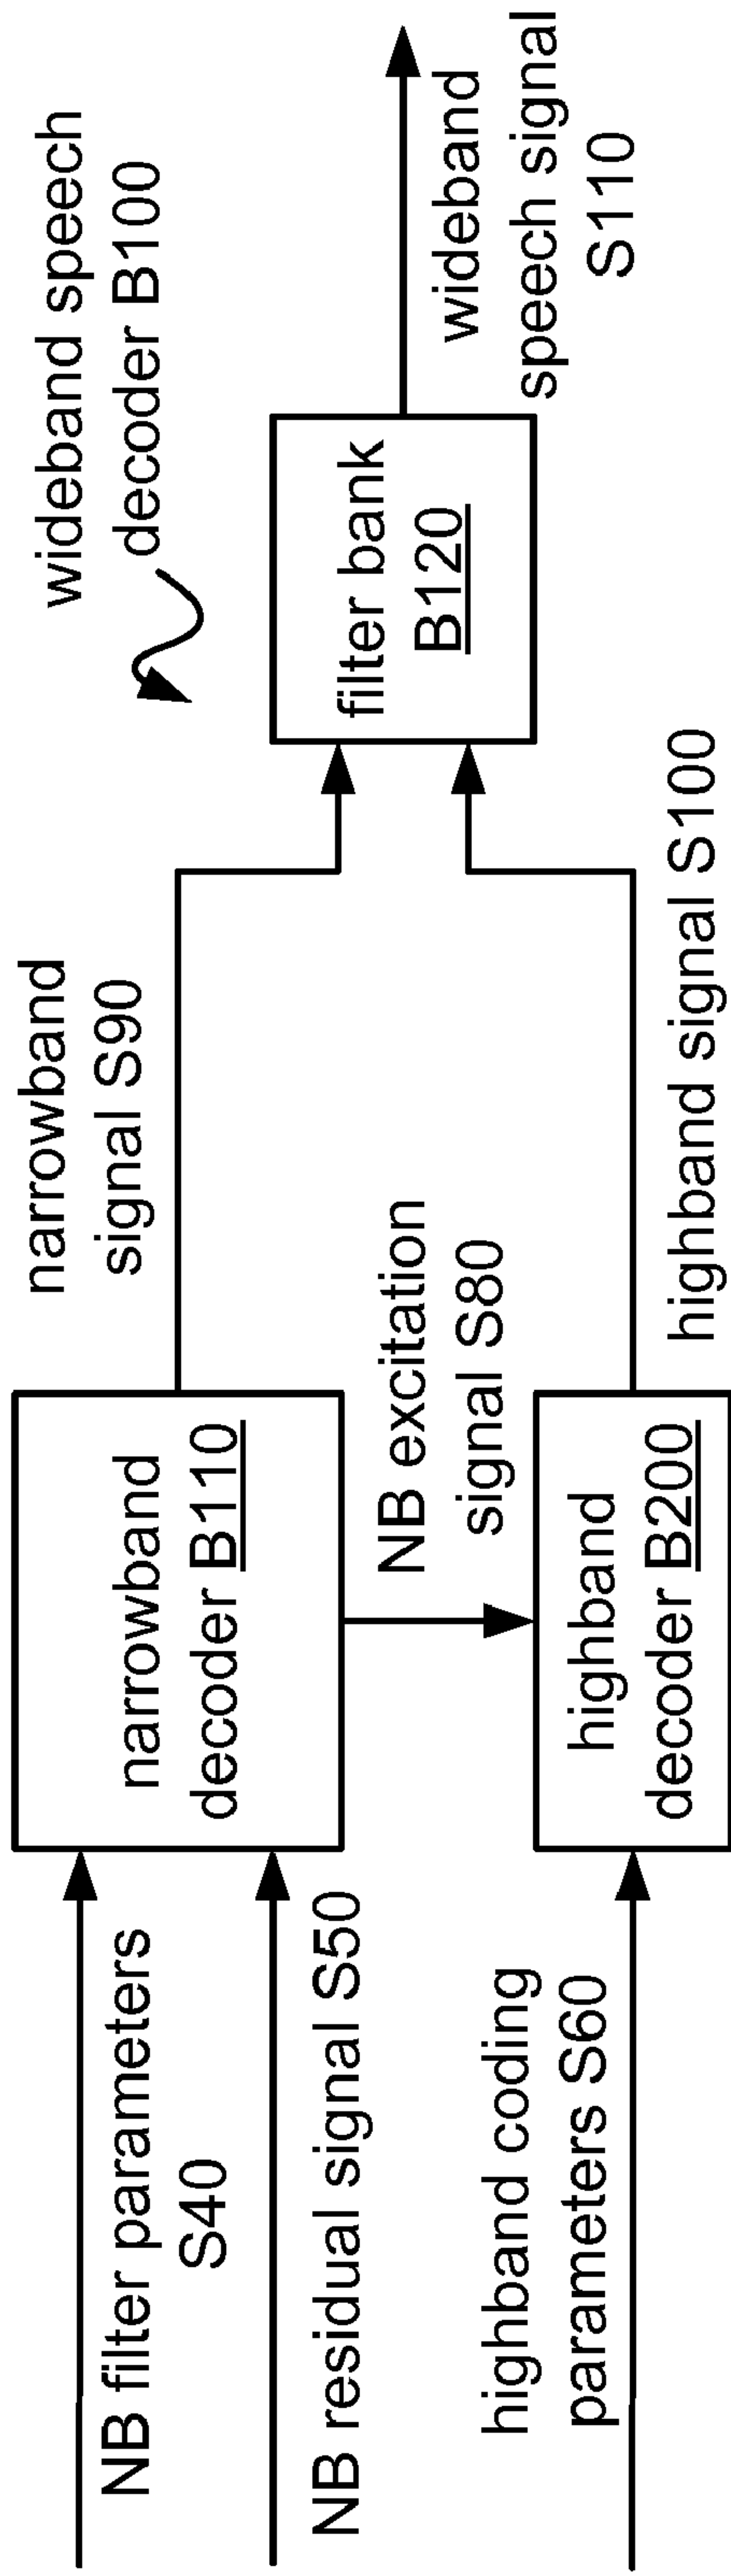 wideband speech
decoder B100
NB filter parameters
S40
NB residual signal S50
narrowband
decoder B110
narrowband
signal S90
NB excitation
signal S80
highband coding
parameters S60
highband
decoder B200
highband signal S100
filter bank
B120
wideband
speech signal
S110